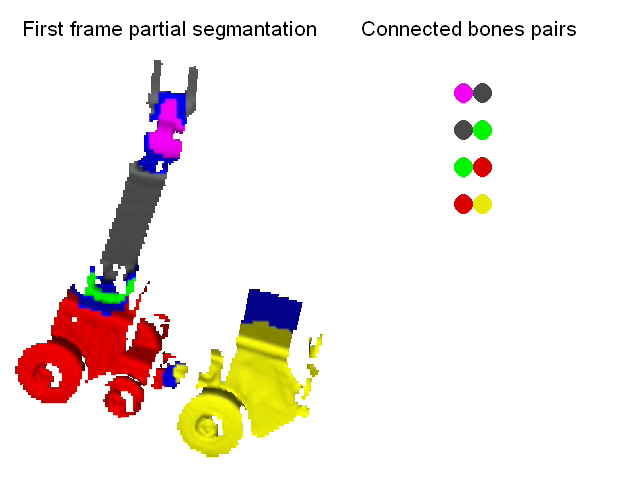 First frame partial segmantation
Connected bones pairs